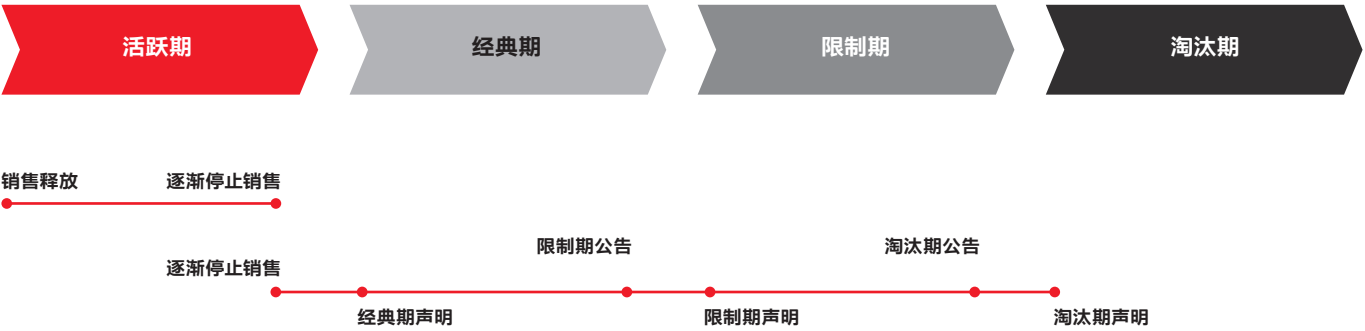 活跃期
经典期
限制期
淘汰期
销售释放
逐渐停止销售
限制期公告
淘汰期公告
逐渐停止销售
经典期声明
限制期声明
淘汰期声明